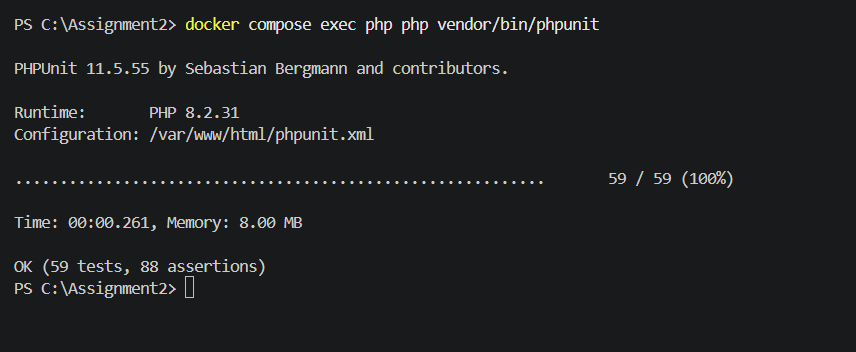 PS C:\Assignment2> docker compose exec php php vendor/bin/phpunit
PHPUnit 11.5.55 by Sebastian Bergmann and contributors.
Runtime:       PHP 8.2.31
Configuration: /var/www/html/phpunit.xml
...........................................................       59 / 59 (100%)
Time: 00:00.261, Memory: 8.00 MB
OK (59 tests, 88 assertions)
PS C:\Assignment2>